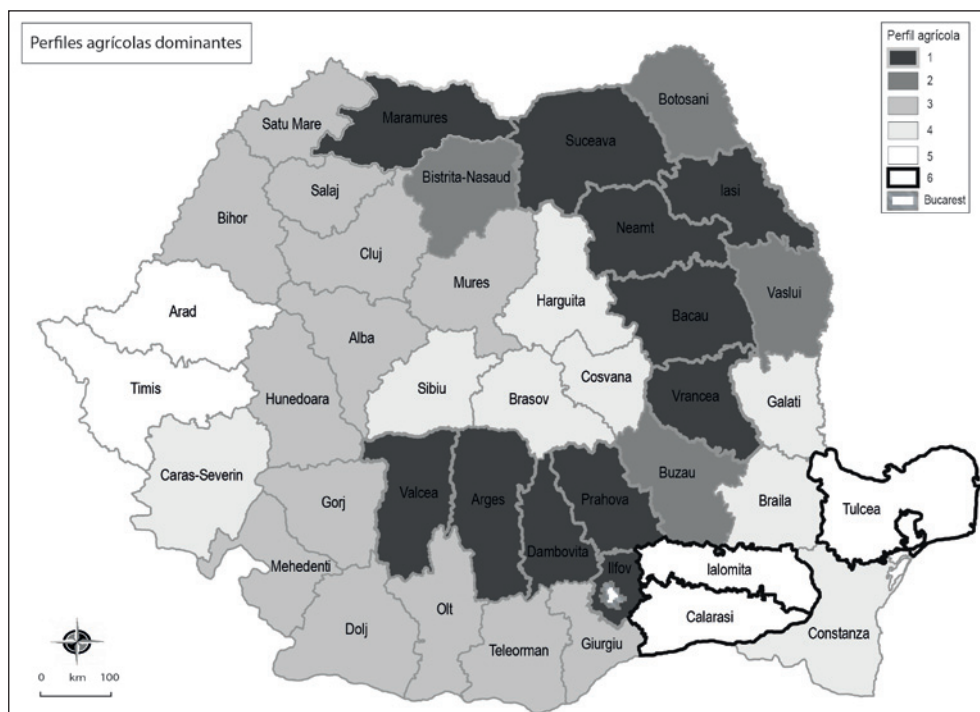 Perfiles agrícolas dominantes
Perfil agrícola
1
2
3
4
5
6
Bucarest
Botosani
Satu Mare
Maramures
Suceava
Bistrita-Nasaud
Iasi
Salaj
Bihor
Neamt
Cluj
Mures
Harguita
Vaslui
Arad
Bacau
Alba
Timis
Sibiu
Brasov
Cosvana
Hunedoara
Vrancea
Galati
Caras-Severin
Buzau
Valcea
Arges
Prahova
Braila
Gorj
Tulcea
Dambovita
Mehedenti
Ilfov
Ialomita
Olt
Calarasi
Dolj
Giurgiu
Constanza
Teleorman
0 km 100